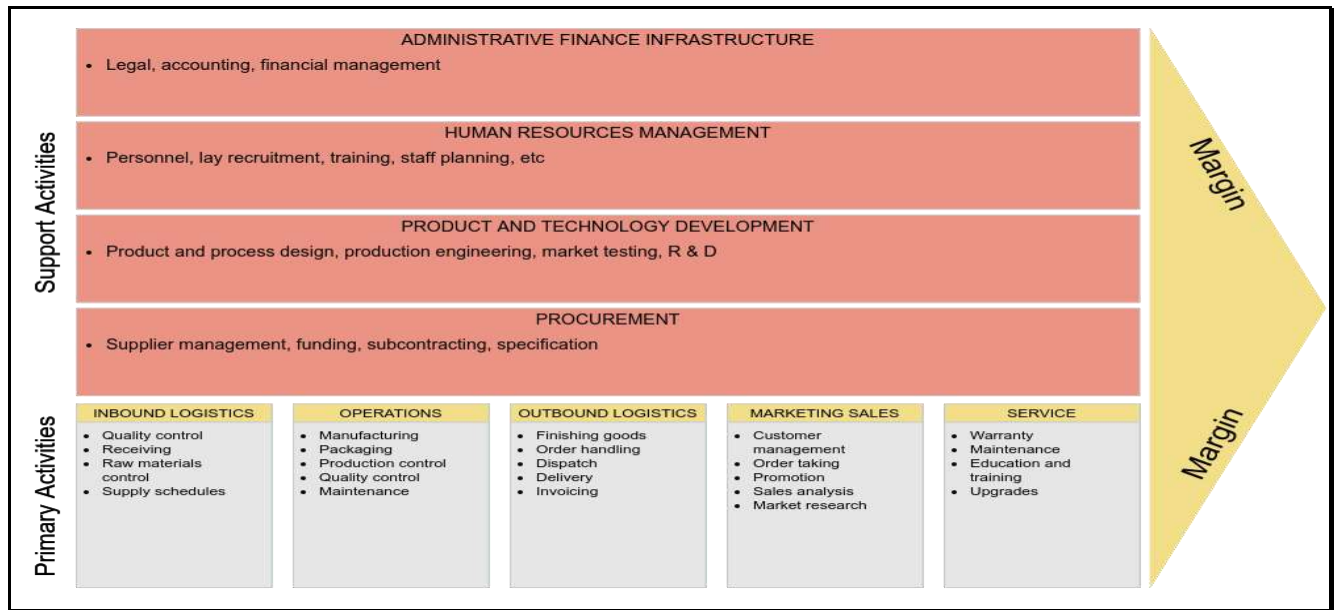 Support Activities
ADMINISTRATIVE FINANCE INFRASTRUCTURE
• Legal, accounting, financial management
HUMAN RESOURCES MANAGEMENT
• Personnel, lay recruitment, training, staff planning, etc
PRODUCT AND TECHNOLOGY DEVELOPMENT
• Product and process design, production engineering, market testing, R & D
PROCUREMENT
• Supplier management, funding, subcontracting, specification
Primary Activities
INBOUND LOGISTICS
• Quality control
• Receiving
• Raw materials
control
• Supply schedules
OPERATIONS
• Manufacturing
• Packaging
• Production control
• Quality control
• Maintenance
OUTBOUND LOGISTICS
• Finishing goods
• Order handling
• Dispatch
• Delivery
• Invoicing
MARKETING SALES
• Customer
management
• Order taking
• Promotion
• Sales analysis
• Market research
SERVICE
• Warranty
• Maintenance
• Education and
training
• Upgrades
Margin
Margin